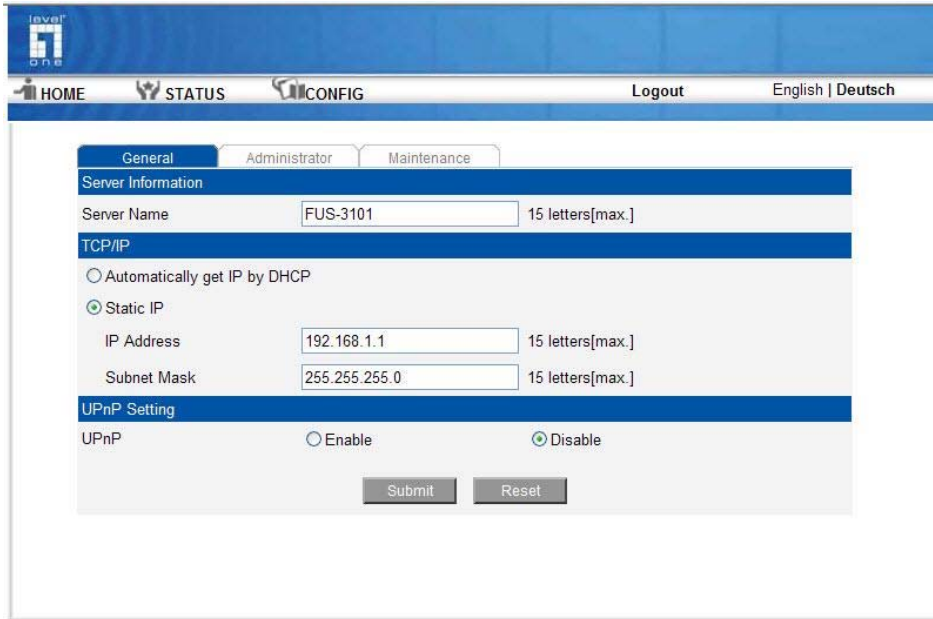 level
one
HOME STATUS CONFIG Logout English | Deutsch
General Administrator Maintenance
Server Information
Server Name FUS-3101 15 letters[max.]
TCP/IP
Automatically get IP by DHCP
Static IP
IP Address 192.168.1.1 15 letters[max.]
Subnet Mask 255.255.255.0 15 letters[max.]
UPnP Setting
UPnP Enable Disable
Submit Reset